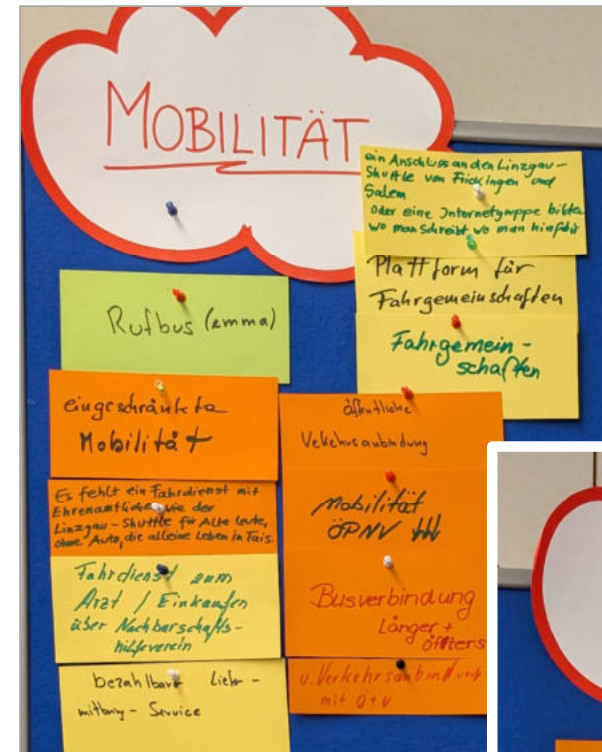 MOBILITÄT
ein Anschluss an den Linzgau-
Shuttle von Frickingen und
Salem
oder eine Internetgruppe bilden
wo man schreibt wo man hinfährt
Plattform für
Fahrgemeinschaften
Fahrgemein-
schaften
Rufbus (emma)
eingeschränkte
Mobilität
Es fehlt ein Fahrdienst mit
Ehrenamtlichen wie der
Linzgau-Shuttle für Alte Leute,
ohne Auto, die alleine Leben in Tais.
Fahrdienst zum
Arzt / Einkaufen
über Nachbarschafts-
hilfeverein
bezahlbarer Liefer-
mitbring-Service
öffentliche
Vekehrsanbindung
Mobilität
ÖPNV ↓↓↓
Busverbindung
Länger +
öfters
u. Verkehrsanbindung
mit Ö+V